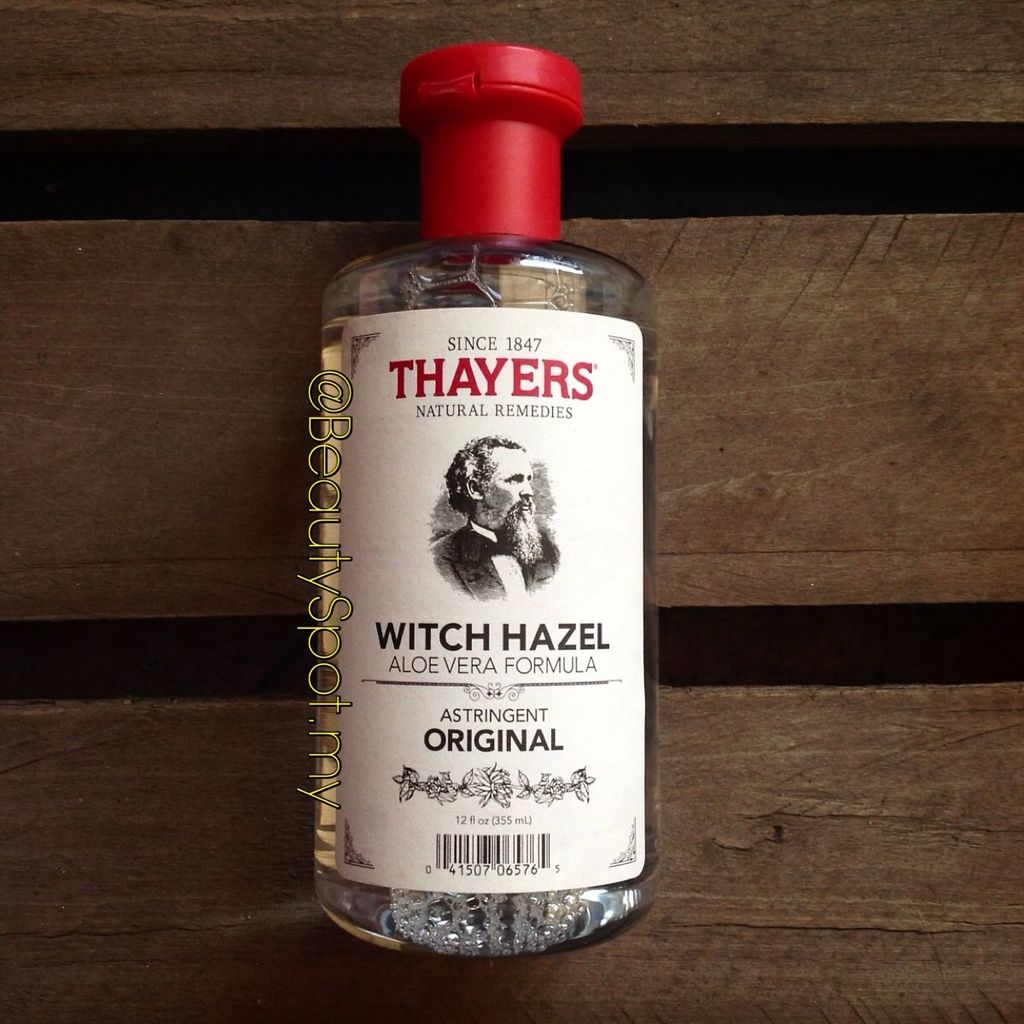 SINCE 1847
THAYERS®
NATURAL REMEDIES
WITCH HAZEL
ALOE VERA FORMULA
ASTRINGENT
ORIGINAL
12 fl oz (355 mL)
0 41507 06576 5
@BeautySpot.my